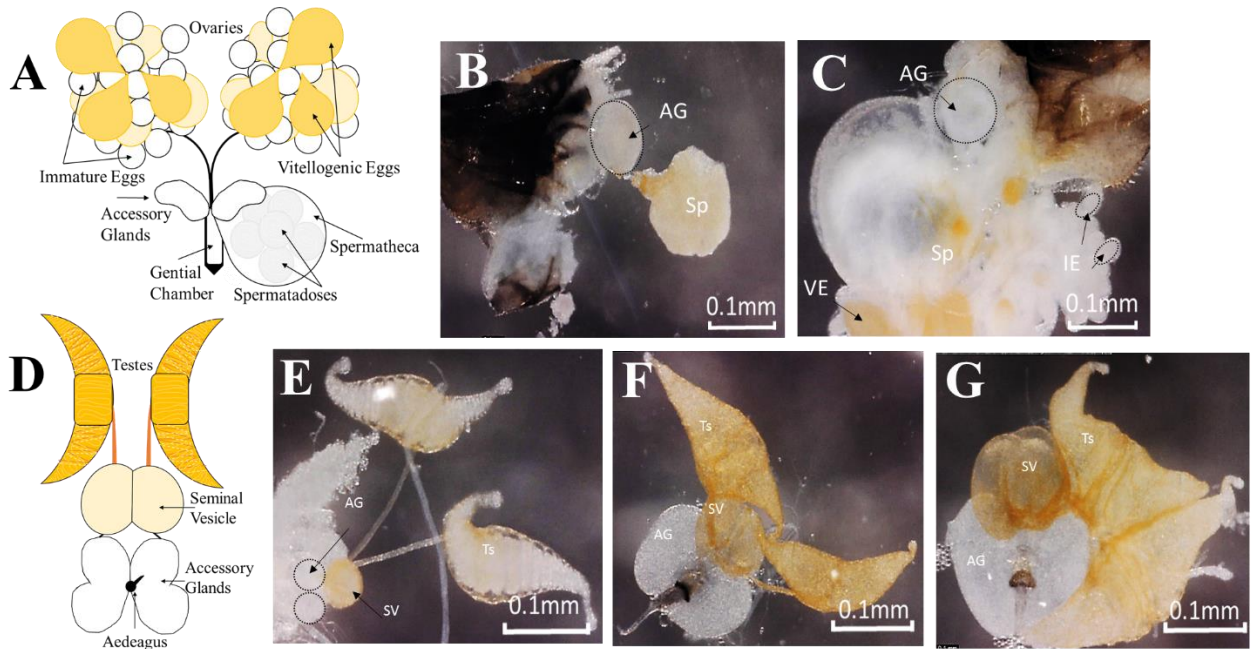 A
Ovaries
Immature Eggs
Vitellogenic Eggs
Accessory
Glands
Spermatheca
Gential
Chamber
Spermatadoses
B
AG
Sp
0.1mm
C
AG
Sp
IE
VE
0.1mm
D
Testes
Seminal
Vesicle
Accessory
Glands
Aedeagus
E
AG
Ts
SV
0.1mm
F
Ts
SV
AG
0.1mm
G
Ts
SV
AG
0.1mm